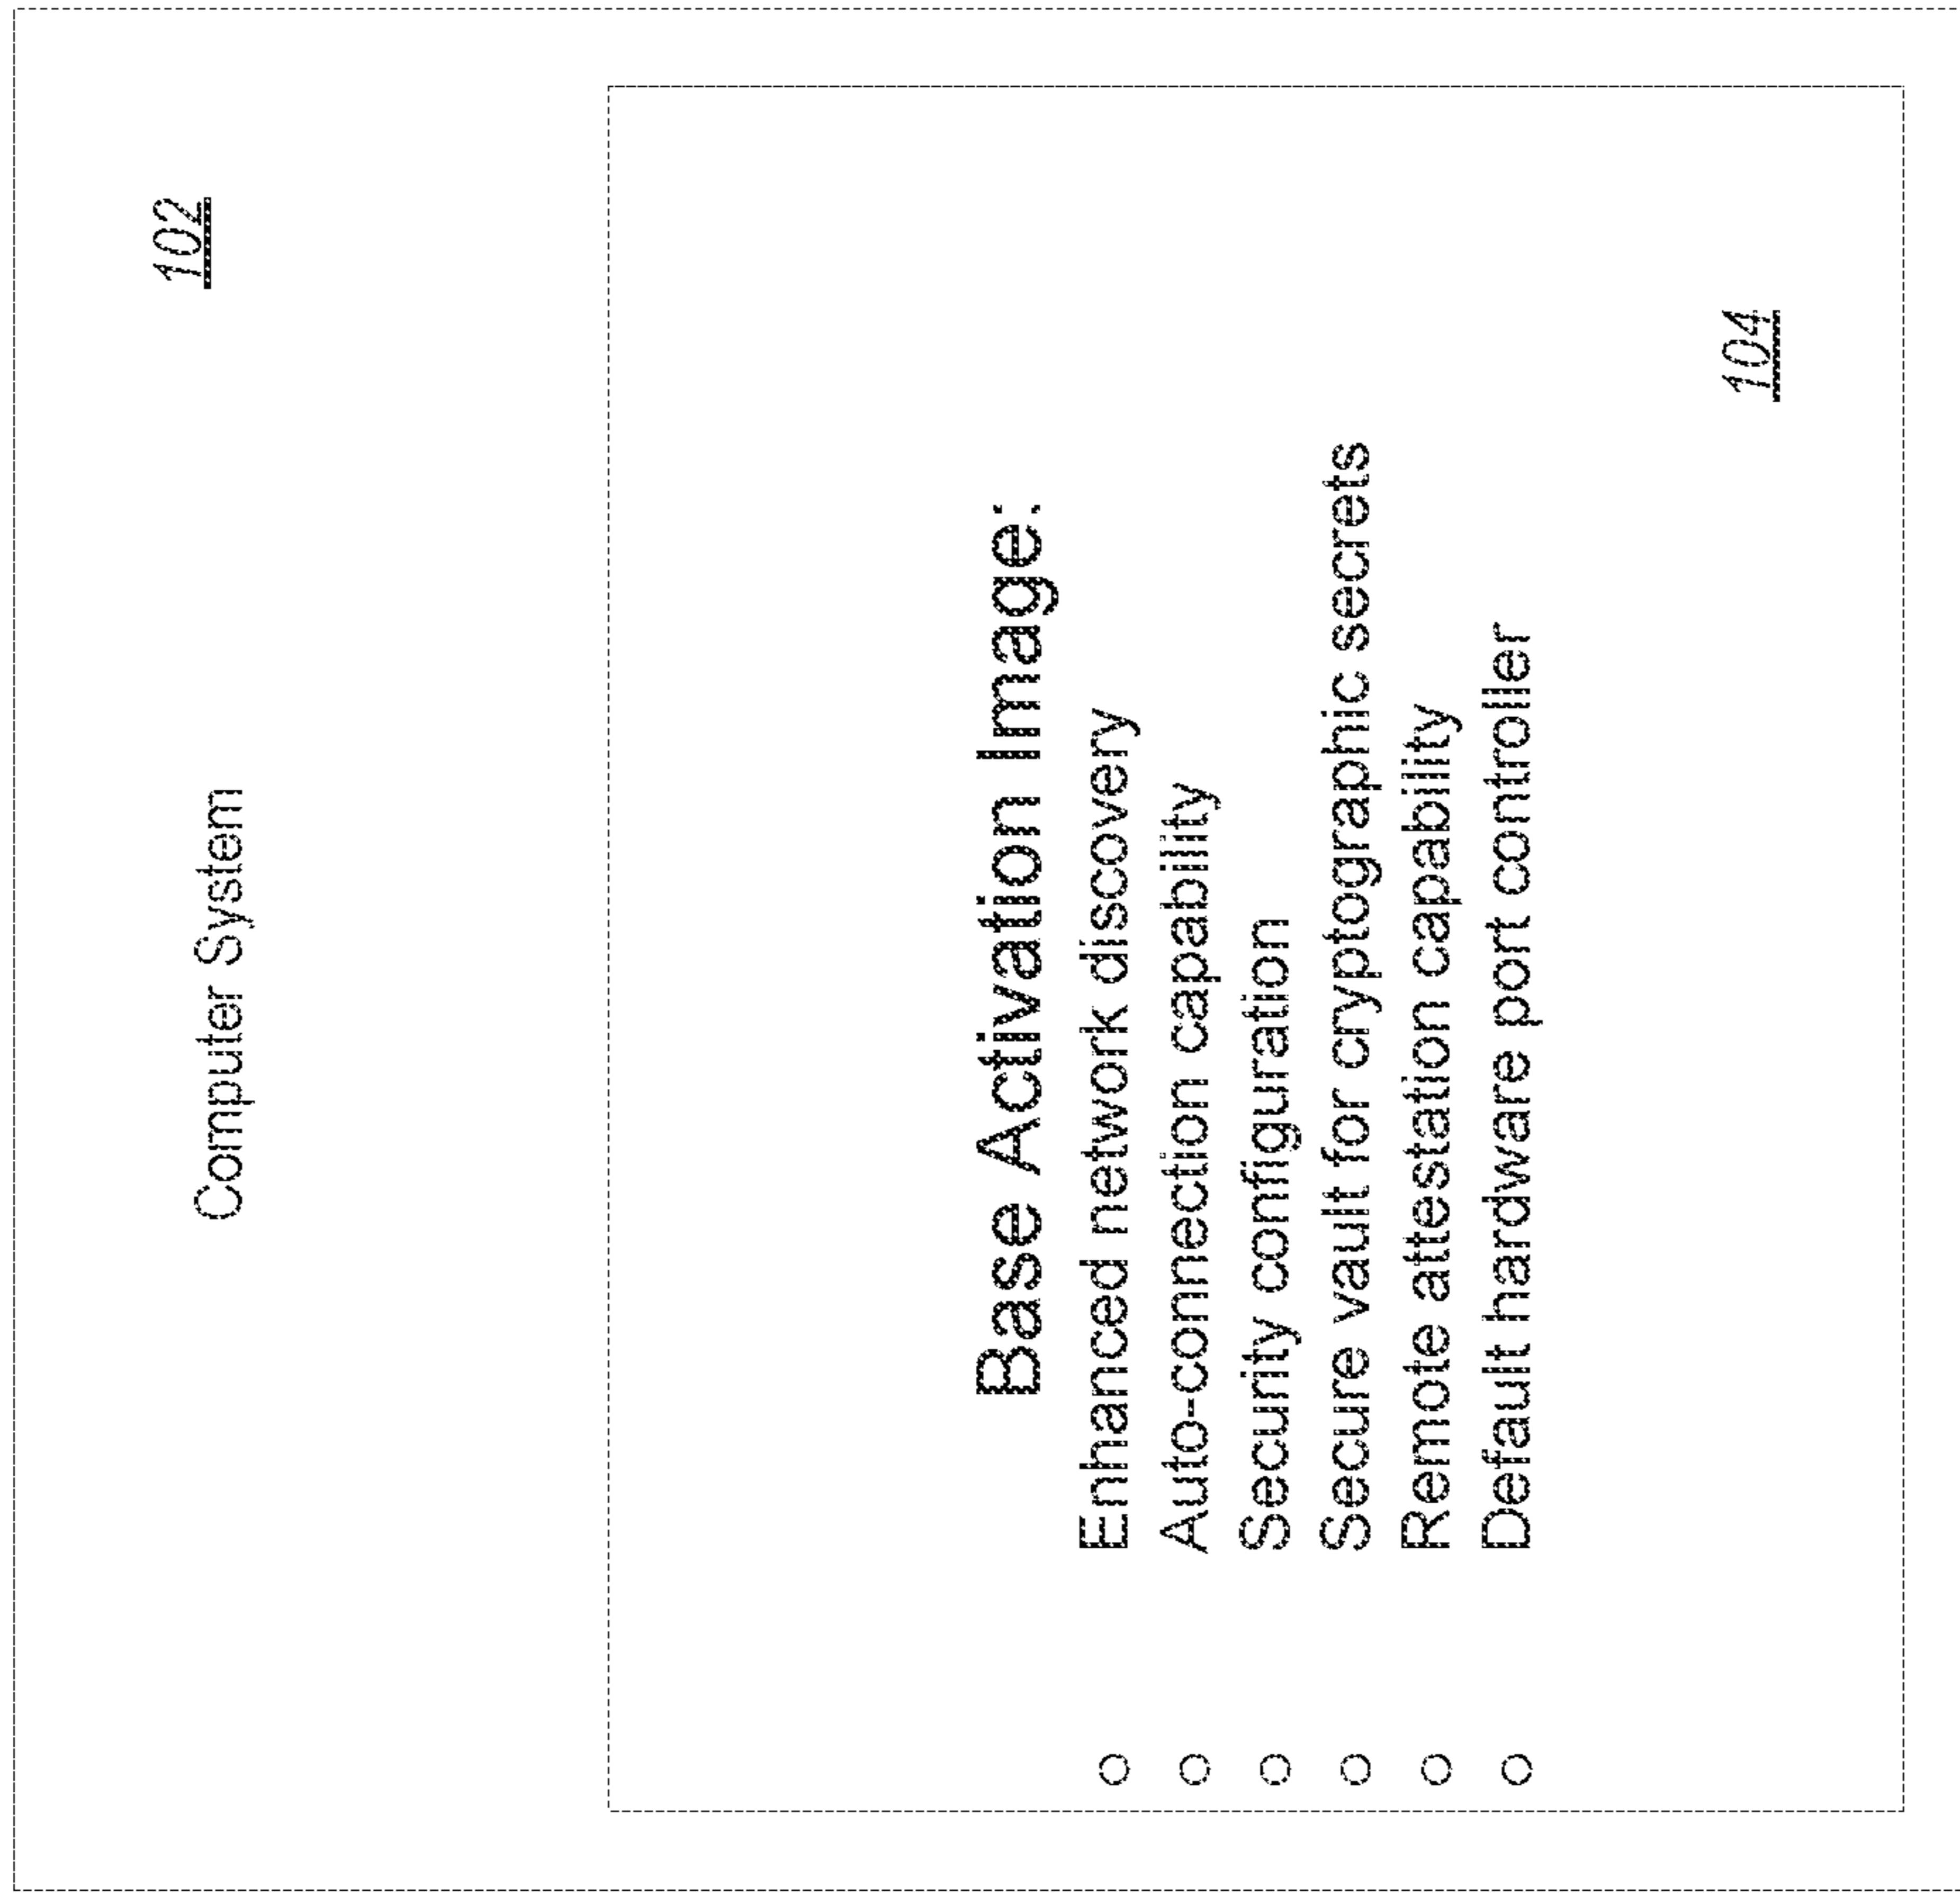 Computer System
102
Base Activation Image:
o Enhanced network discovery
o Auto-connection capability
o Security configuration
o Secure vault for cryptographic secrets
o Remote attestation capability
o Default hardware port controller
104